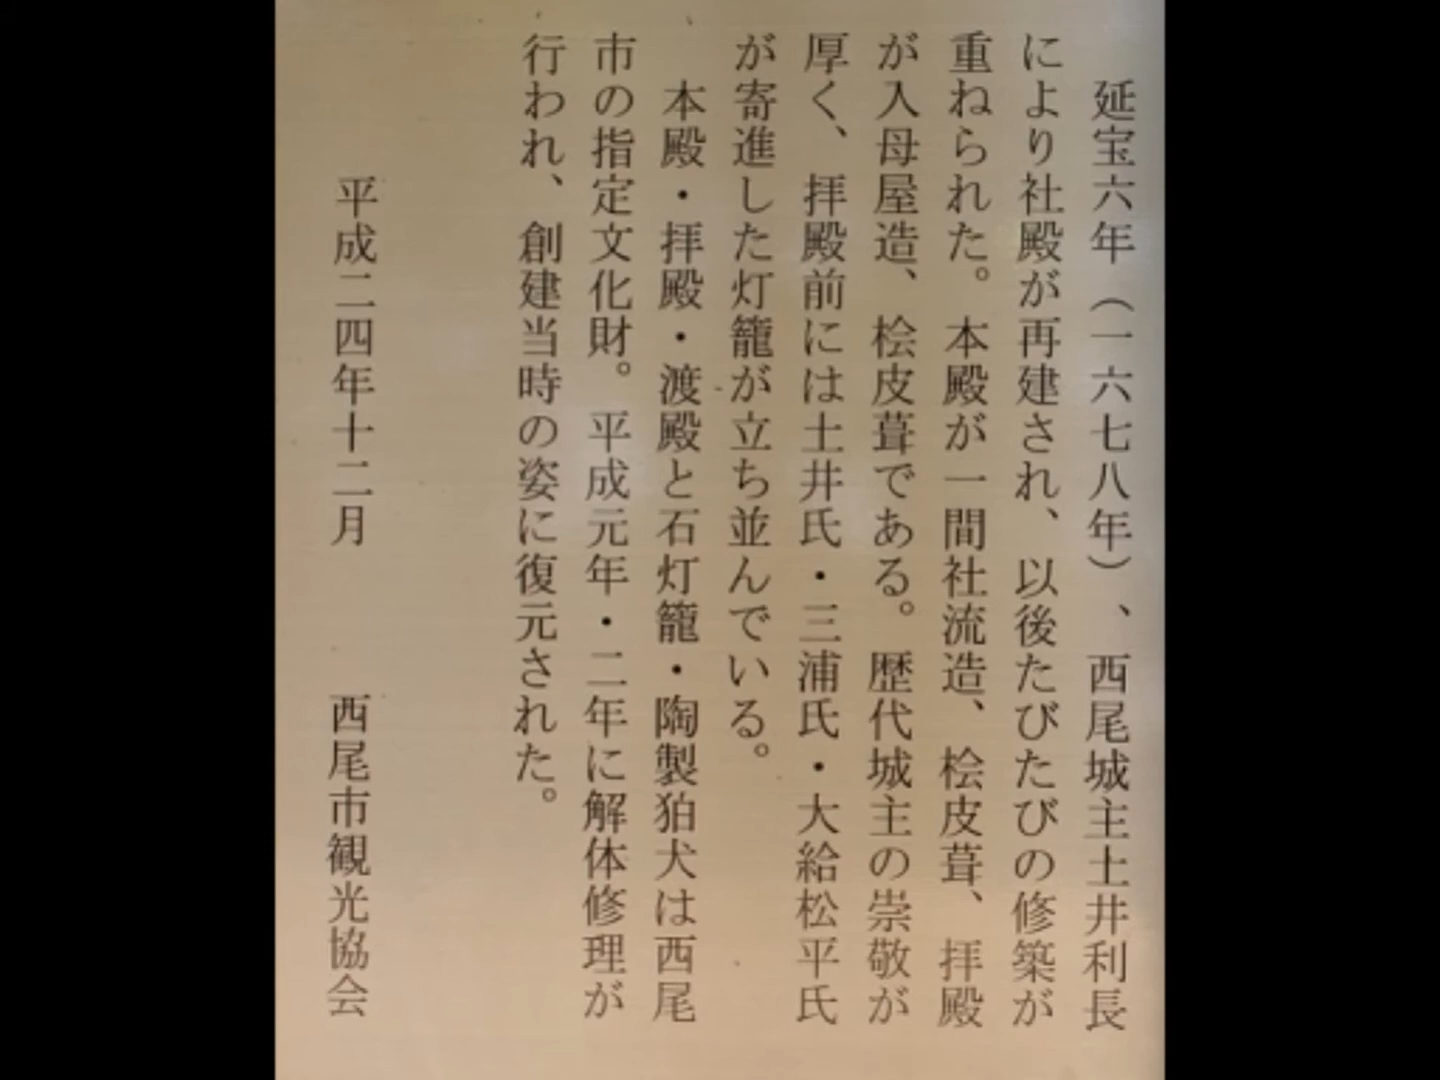 延宝六年（一六七八年）、西尾城主土井利長
により社殿が再建され、以後たびたびの修築が
重ねられた。本殿が一間社流造、桧皮葺、拝殿
が入母屋造、桧皮葺である。歴代城主の崇敬が
厚く、拝殿前には土井氏・三浦氏・大給松平氏
が寄進した灯籠が立ち並んでいる。
本殿・拝殿・渡殿と石灯籠・陶製狛犬は西尾
市の指定文化財。平成元年・二年に解体修理が
行われ、創建当時の姿に復元された。
平成二四年十二月　西尾市観光協会